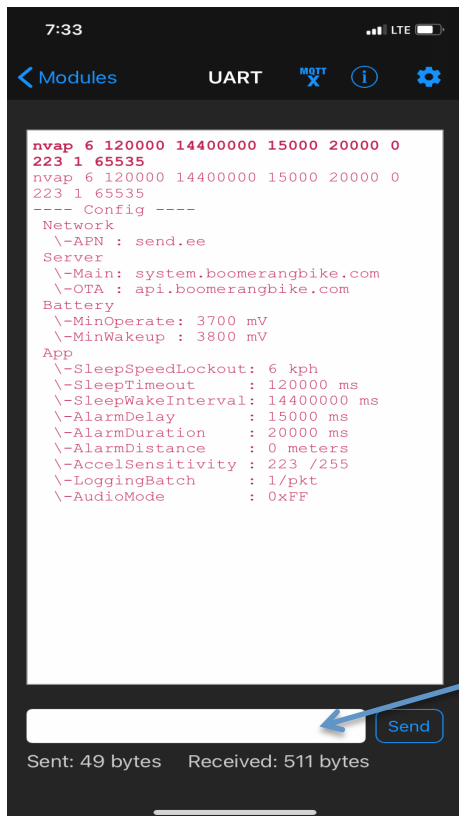 7:33
LTE
Modules
UART
MQTT
X
i
nvap 6 120000 14400000 15000 20000 0
223 1 65535
nvap 6 120000 14400000 15000 20000 0
223 1 65535
---- Config ----
Network
\-APN : send.ee
Server
\-Main: system.boomerangbike.com
\-OTA : api.boomerangbike.com
Battery
\-MinOperate: 3700 mV
\-MinWakeup : 3800 mV
App
\-SleepSpeedLockout: 6 kph
\-SleepTimeout     : 120000 ms
\-SleepWakeInterval: 14400000 ms
\-AlarmDelay       : 15000 ms
\-AlarmDuration    : 20000 ms
\-AlarmDistance    : 0 meters
\-AccelSensitivity : 223 /255
\-LoggingBatch     : 1/pkt
\-AudioMode        : 0xFF
Send
Sent: 49 bytes Received: 511 bytes